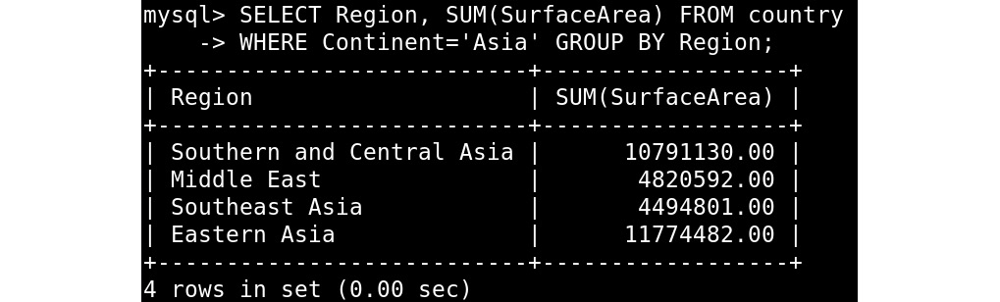 mysql> SELECT Region, SUM(SurfaceArea) FROM country
    -> WHERE Continent='Asia' GROUP BY Region;
+---------------------------+------------------+
| Region                    | SUM(SurfaceArea) |
+---------------------------+------------------+
| Southern and Central Asia |      10791130.00 |
| Middle East               |       4820592.00 |
| Southeast Asia            |       4494801.00 |
| Eastern Asia              |      11774482.00 |
+---------------------------+------------------+
4 rows in set (0.00 sec)